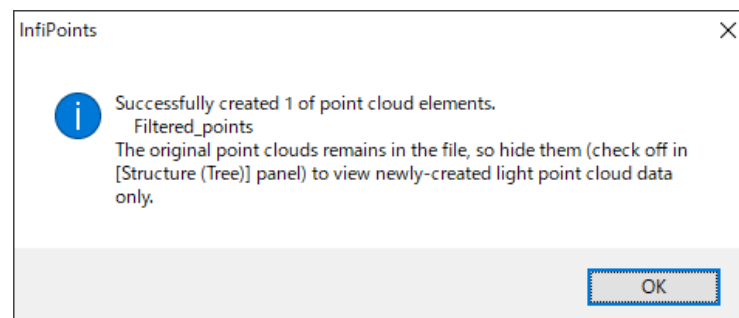 InfiPoints
Successfully created 1 of point cloud elements.
Filtered_points
The original point clouds remains in the file, so hide them (check off in
[Structure (Tree)] panel) to view newly-created light point cloud data
only.
OK